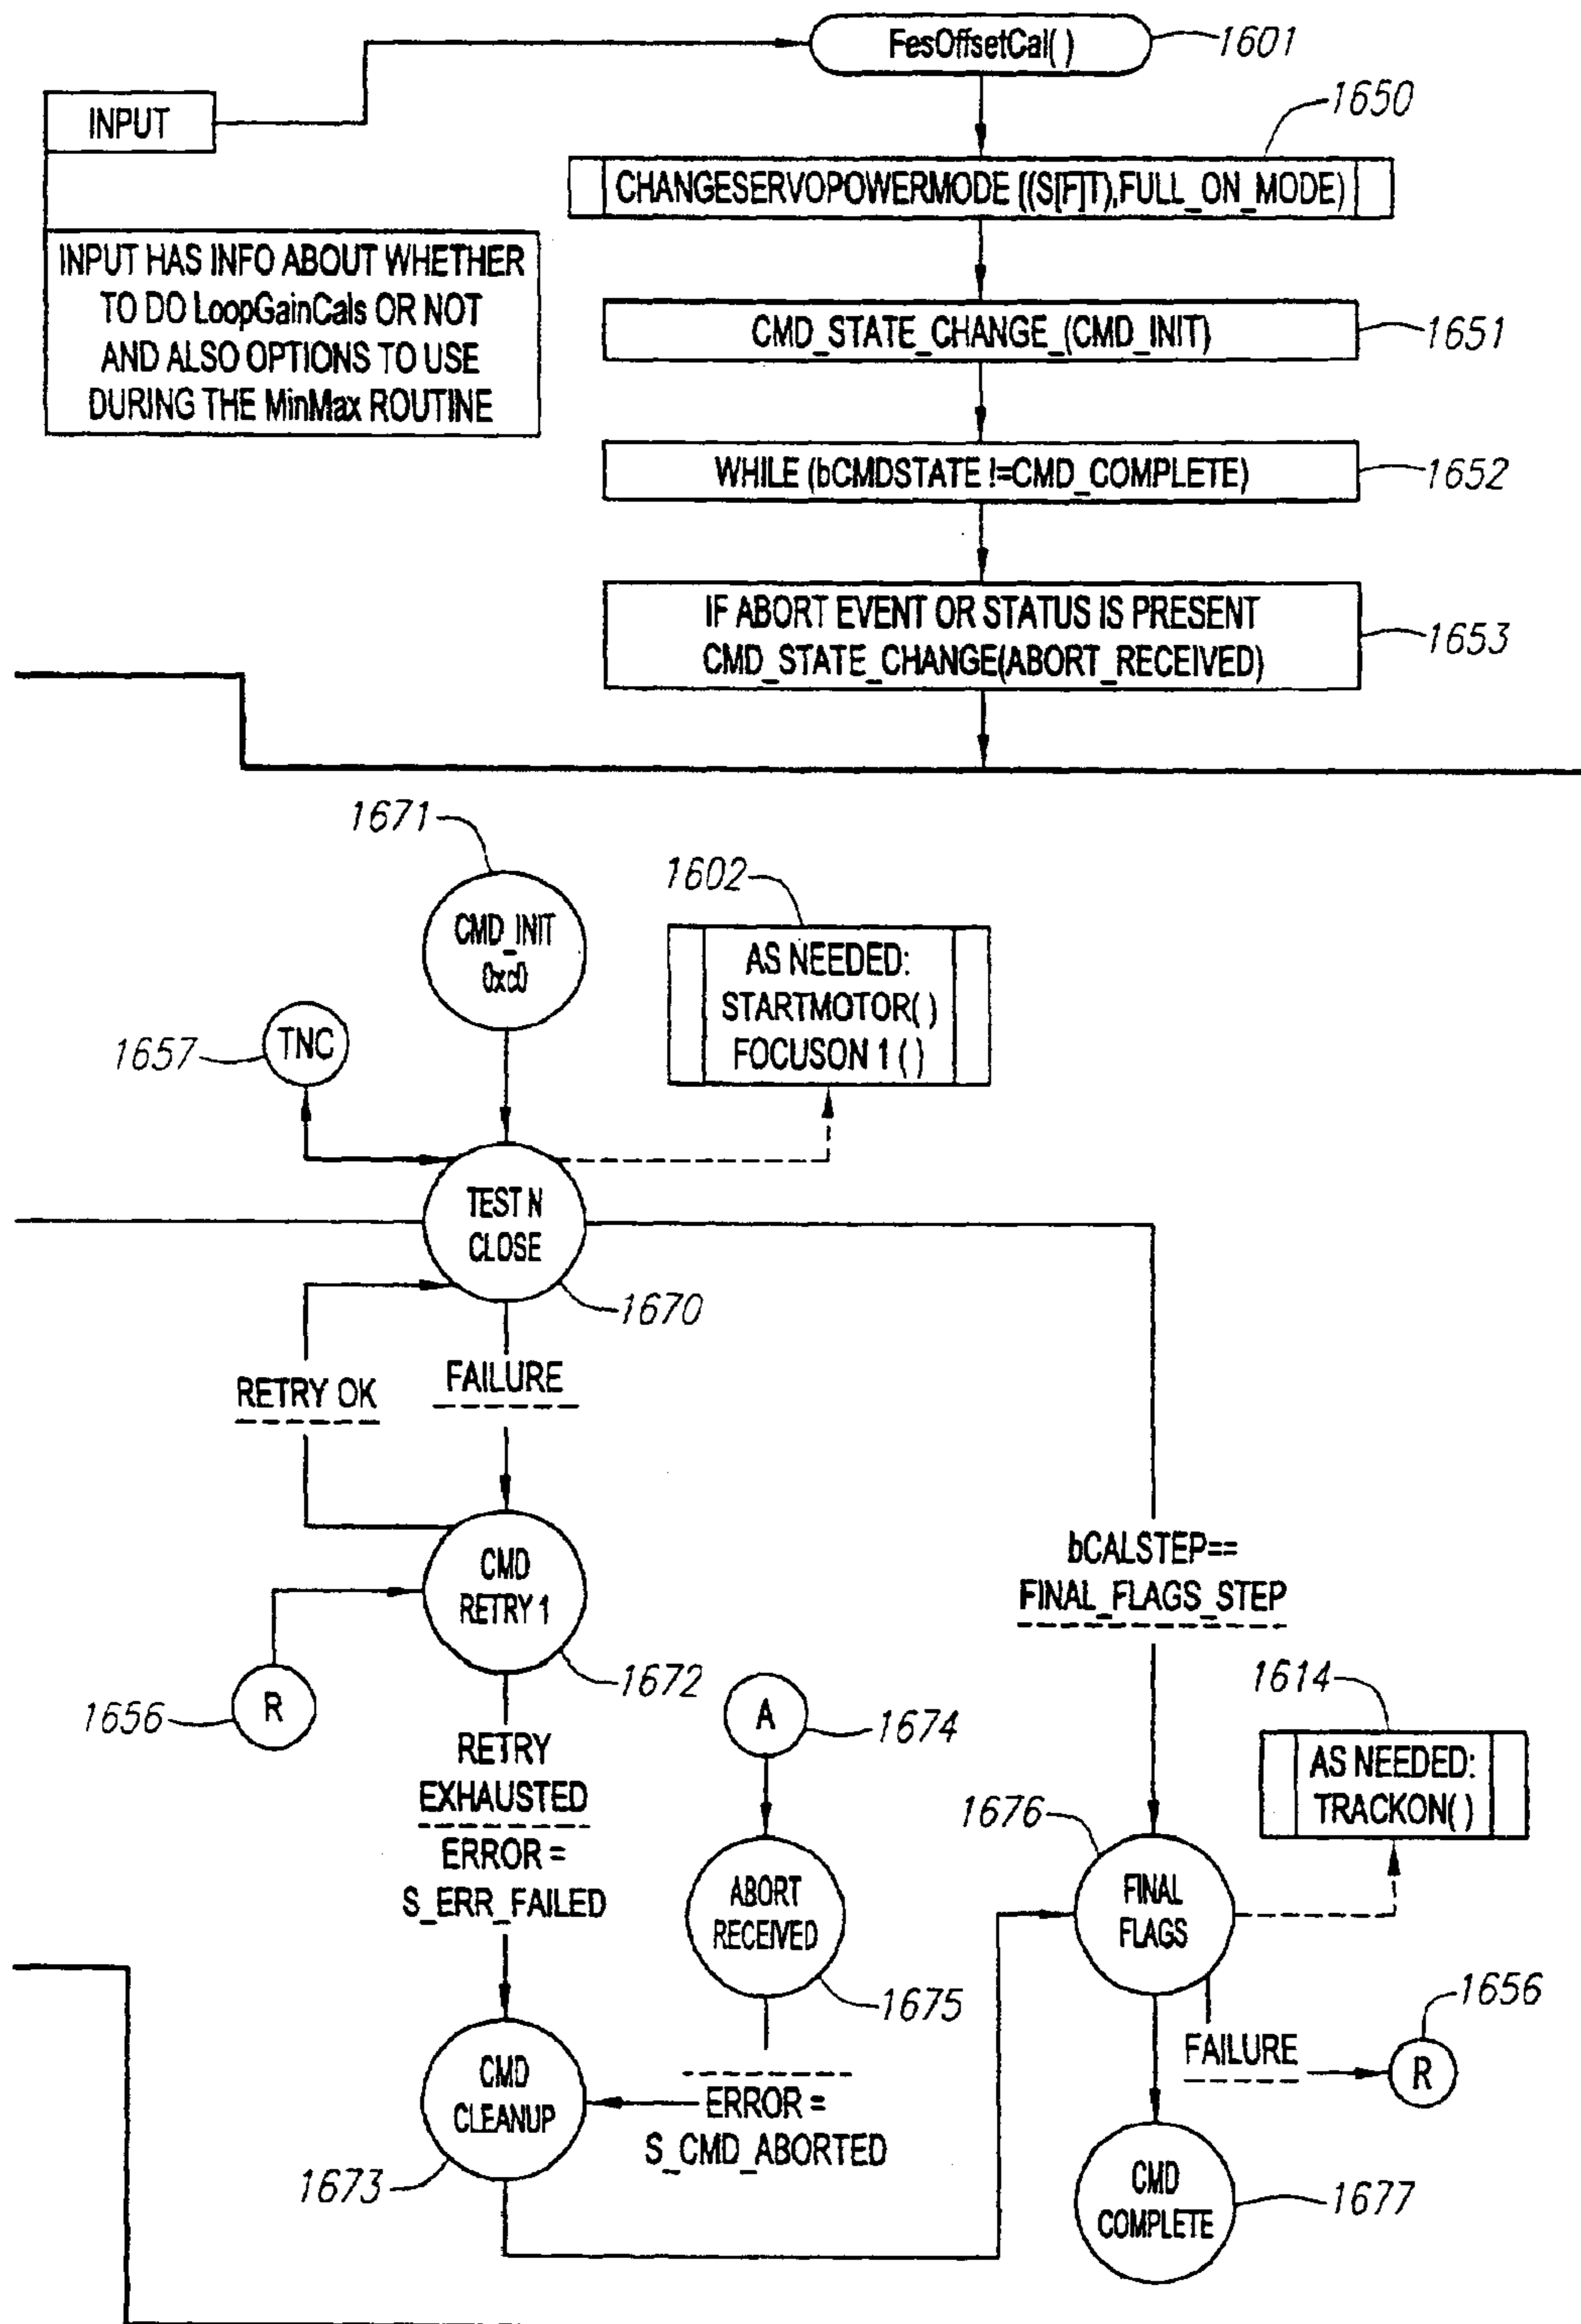 FesOffsetCal( )
1601
INPUT
1650
CHANGESERVOPOWERMODE ((S[F]T),FULL_ON_MODE)
INPUT HAS INFO ABOUT WHETHER
TO DO LoopGainCals OR NOT
AND ALSO OPTIONS TO USE
DURING THE MinMax ROUTINE
CMD_STATE_CHANGE_(CMD_INIT)
1651
WHILE (bCMDSTATE !=CMD_COMPLETE)
1652
IF ABORT EVENT OR STATUS IS PRESENT
CMD_STATE_CHANGE(ABORT_RECEIVED)
1653
1671
CMD_INIT
0xc0
1602
AS NEEDED:
STARTMOTOR( )
FOCUSON 1 ( )
1657
TNC
TEST N
CLOSE
1670
RETRY OK
FAILURE
CMD
RETRY 1
1672
1656
R
bCALSTEP==
FINAL_FLAGS_STEP
RETRY
EXHAUSTED
ERROR =
S_ERR_FAILED
A
1674
1614
AS NEEDED:
TRACKON( )
ABORT
RECEIVED
1675
1676
FINAL
FLAGS
FAILURE
1656
R
CMD
CLEANUP
1673
ERROR =
S_CMD_ABORTED
CMD
COMPLETE
1677